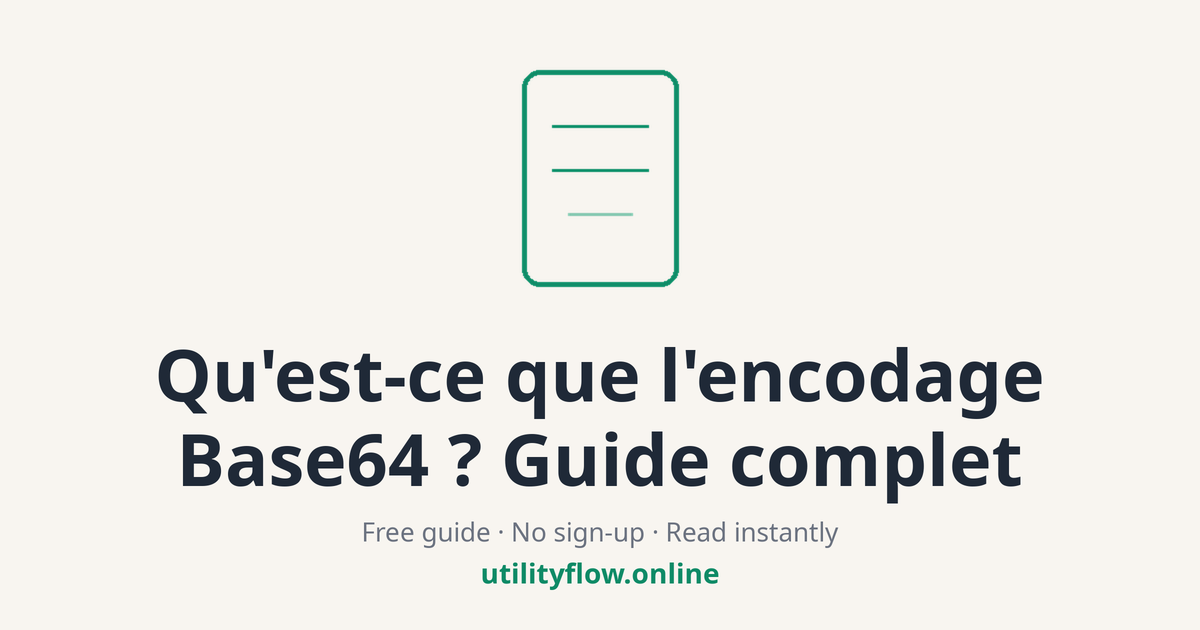 Qu'est-ce que l'encodage
Base64 ? Guide complet
Free guide · No sign-up · Read instantly
utilityflow.online